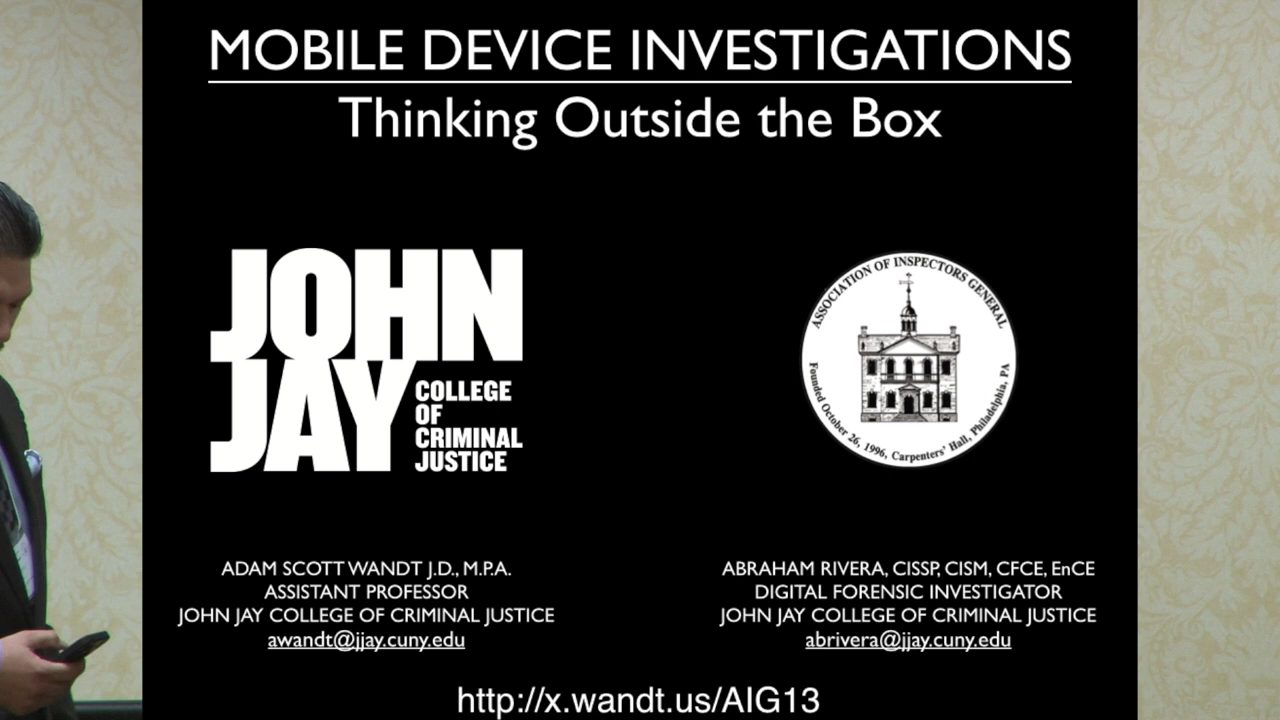 MOBILE DEVICE INVESTIGATIONS
Thinking Outside the Box
JOHN
JAY
COLLEGE
OF
CRIMINAL
JUSTICE
ASSOCIATION OF INSPECTORS GENERAL
Founded October 26, 1996, Carpenters' Hall, Philadelphia, PA
ADAM SCOTT WANDT J.D., M.P.A.
ASSISTANT PROFESSOR
JOHN JAY COLLEGE OF CRIMINAL JUSTICE
awandt@jjay.cuny.edu
ABRAHAM RIVERA, CISSP, CISM, CFCE, EnCE
DIGITAL FORENSIC INVESTIGATOR
JOHN JAY COLLEGE OF CRIMINAL JUSTICE
abrivera@jjay.cuny.edu
http://x.wandt.us/AIG13